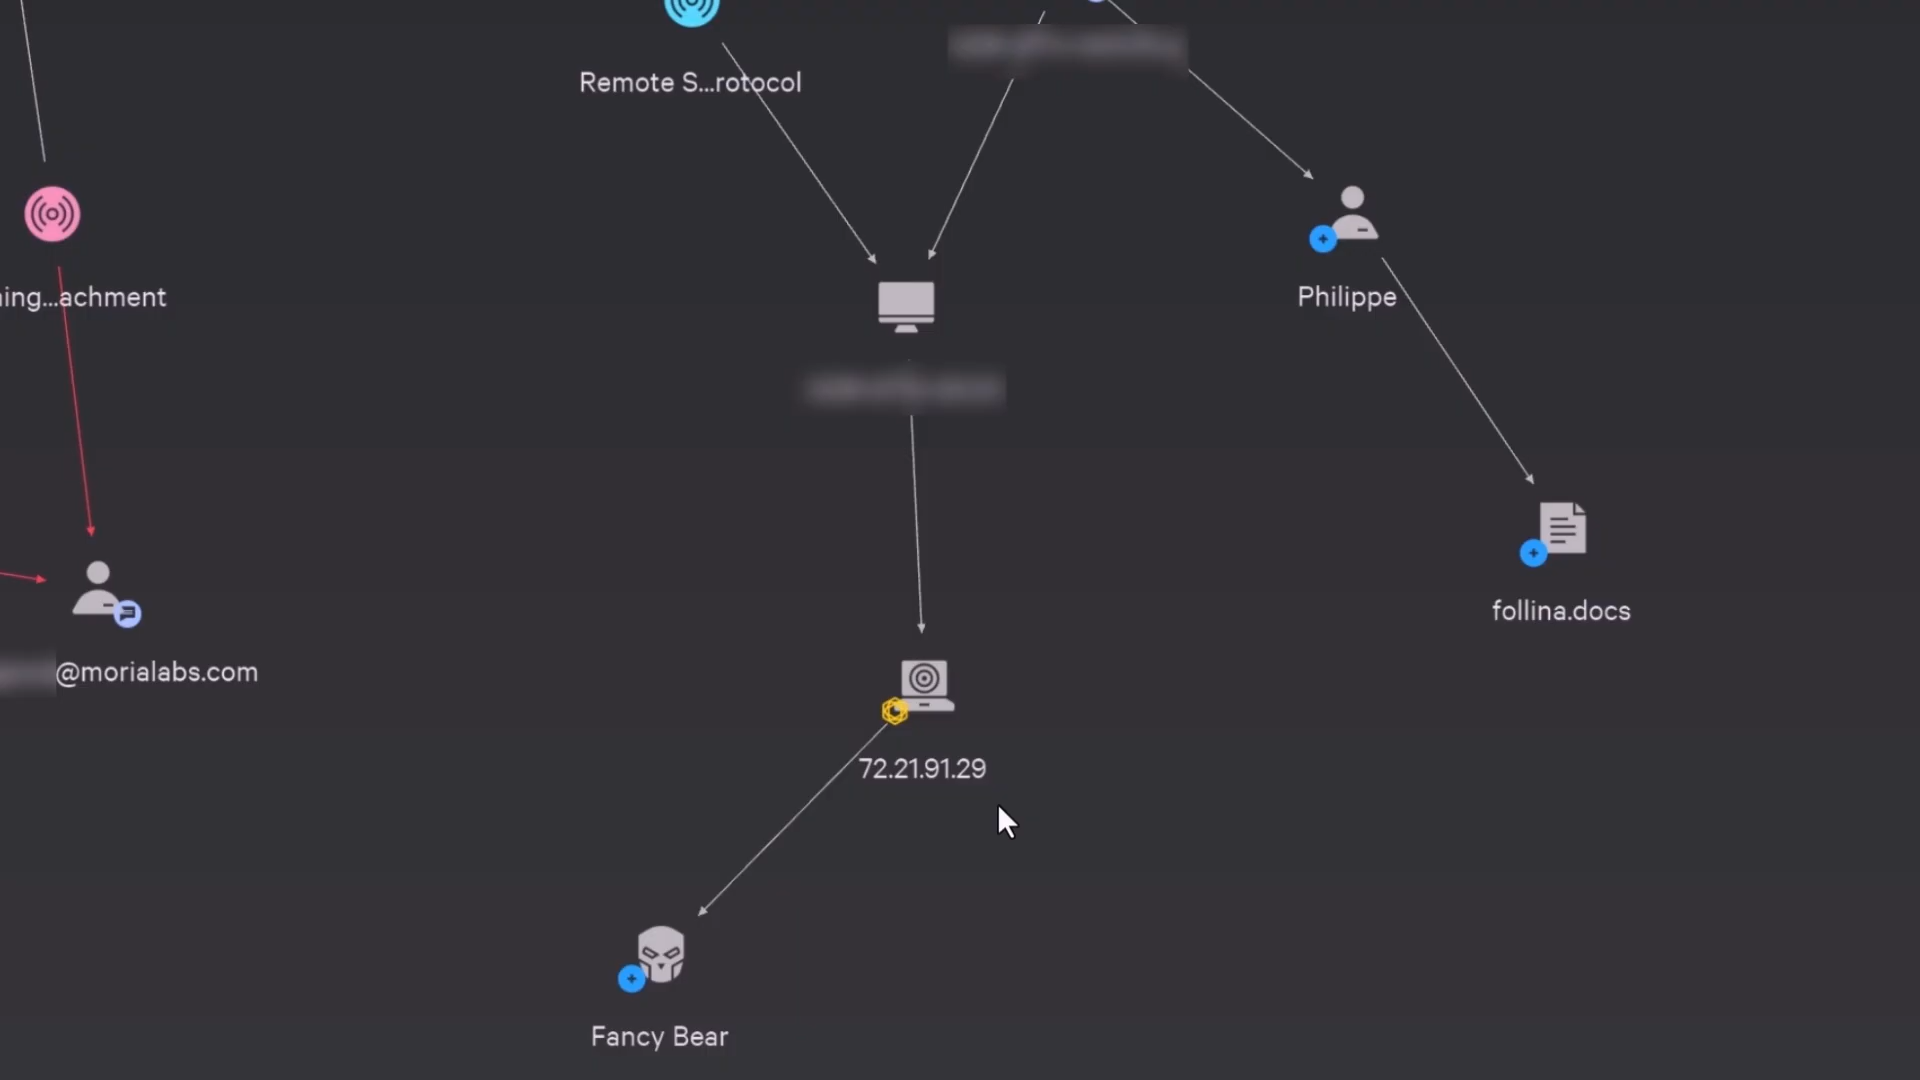 Remote S...rotocol
ing...achment
Philippe
follina.docs
@morialabs.com
72.21.91.29
Fancy Bear